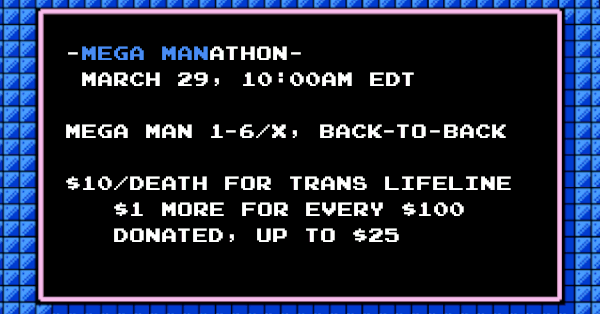 -MEGA MANATHON-
MARCH 29, 10:00AM EDT
MEGA MAN 1-6/X, BACK-TO-BACK
$10/DEATH FOR TRANS LIFELINE
$1 MORE FOR EVERY $100
DONATED, UP TO $25